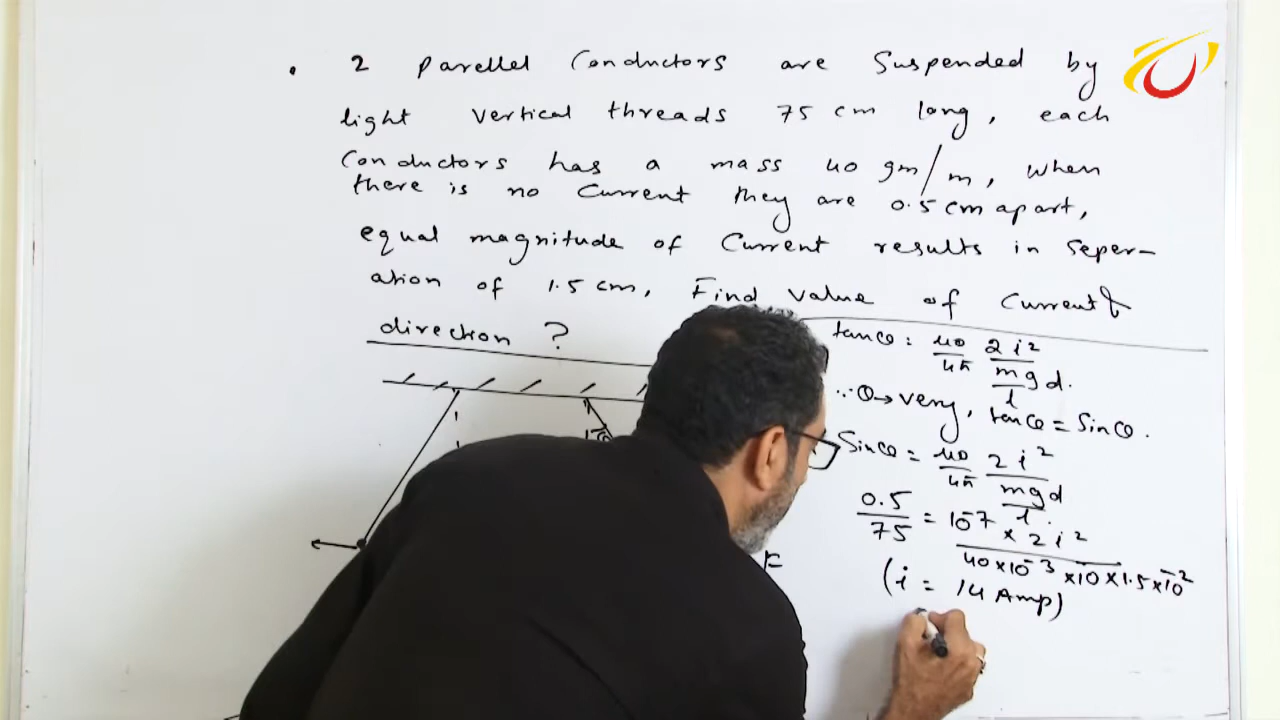 . 2 Parellel Conductors are Suspended by
light vertical threads 75 cm long, each
Conductors has a mass 40 gm/m, when
there is no Current they are 0.5 cm apart,
equal magnitude of Current results in Seper-
ation of 1.5 cm, Find value of Current &
direction ?
tanθ = μ0/4π 2i²/(m/l g d).
∵ θ → very, tanθ = Sinθ.
Sinθ = μ0/4π 2i²/(m/l g d).
0.5/75 = 10⁻⁷ × 2i² / 40×10⁻³×10×1.5×10⁻²
(i = 14 Amp)
F